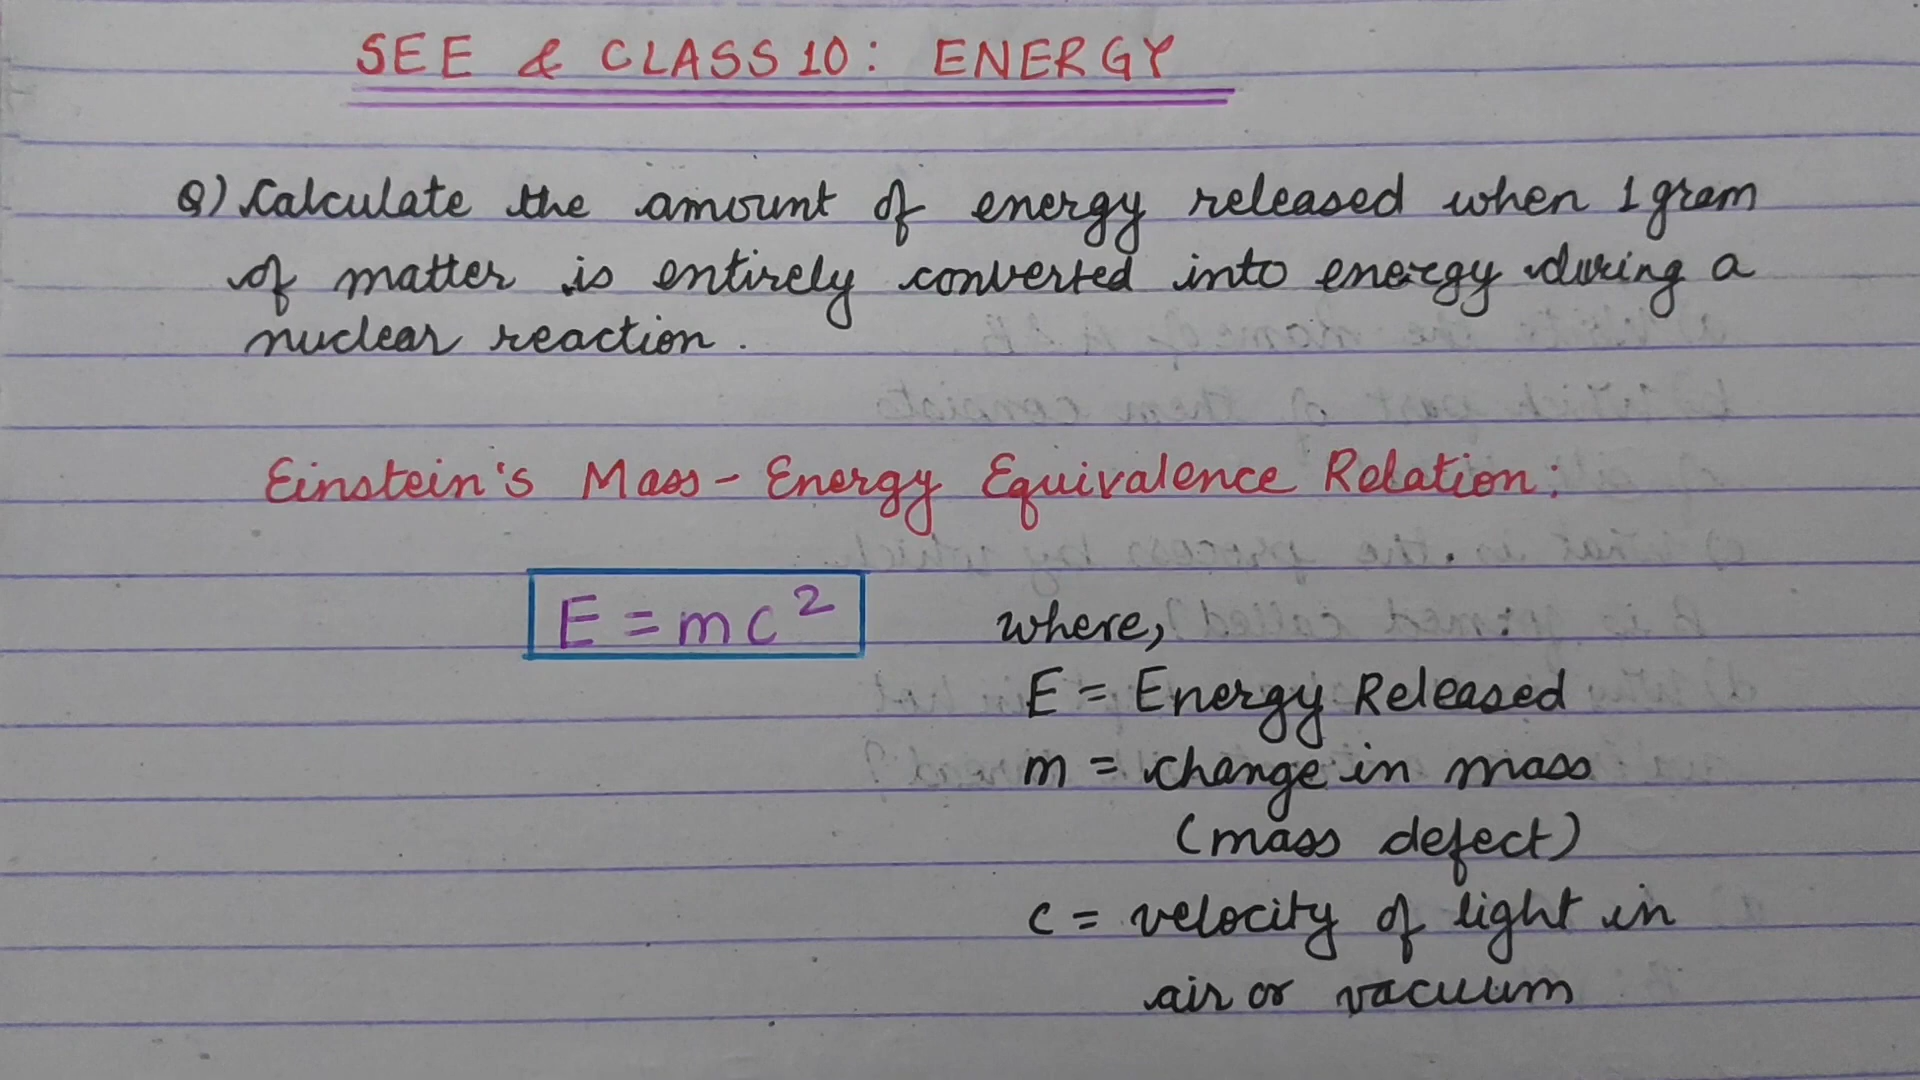 SEE & CLASS 10: ENERGY
Q) Calculate the amount of energy released when 1 gram
of matter is entirely converted into energy during a
nuclear reaction.
Einstein's Mass-Energy Equivalence Relation:
E = mc² where,
E = Energy Released
m = change in mass
(mass defect)
c = velocity of light in
air or vacuum